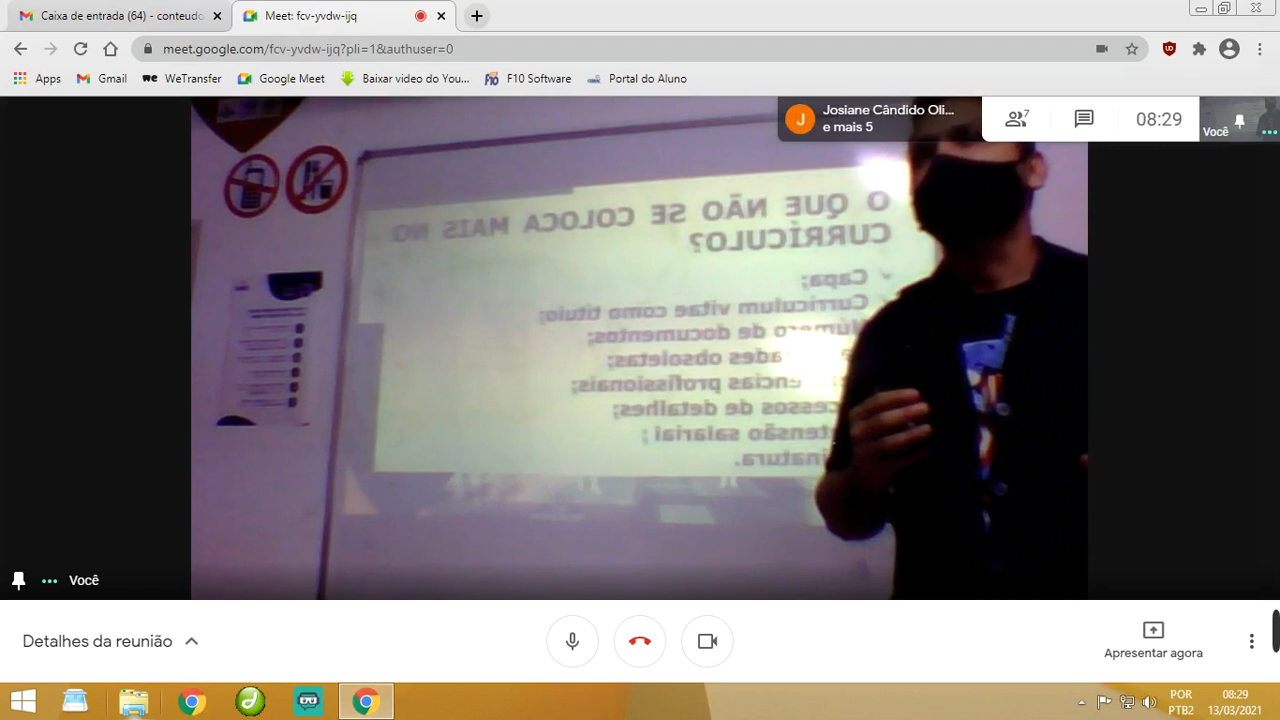 Caixa de entrada (64) - conteudo
Meet: fcv-yvdw-ijq
meet.google.com/fcv-yvdw-ijq?pli=1&authuser=0
Apps
Gmail
WeTransfer
Google Meet
Baixar video do You...
F10 Software
Portal do Aluno
Josiane Cândido Oli...
e mais 5
7
08:29
Você
O QUE NÃO SE COLOCA MAIS NO
CURRÍCULO?
Capa;
Curriculum vitae como título;
de documentos;
obsoletas;
profissionais;
de detalhes;
salarial ;
Você
Detalhes da reunião
Apresentar agora
POR
PTB2
08:29
13/03/2021